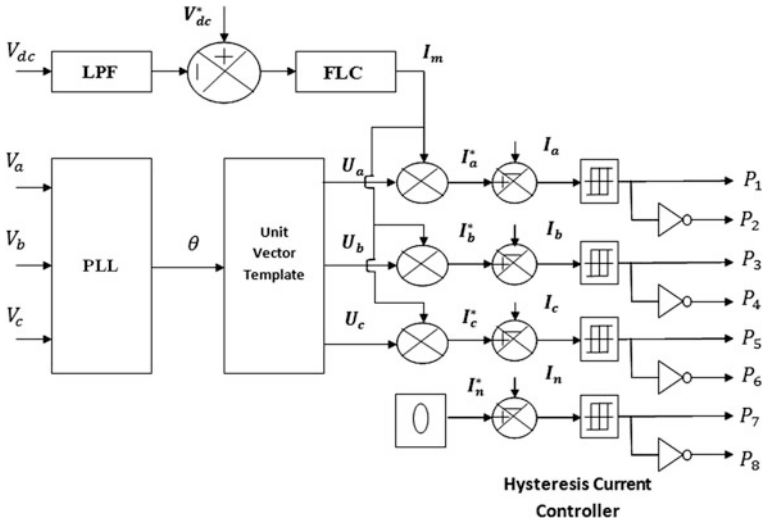 V*dc
Vdc
LPF
FLC
Im
Va
Vb
Vc
PLL
θ
Unit
Vector
Template
Ua
Ub
Uc
I*a
Ia
I*b
Ib
I*c
Ic
I*n
In
0
P1
P2
P3
P4
P5
P6
P7
P8
Hysteresis Current
Controller